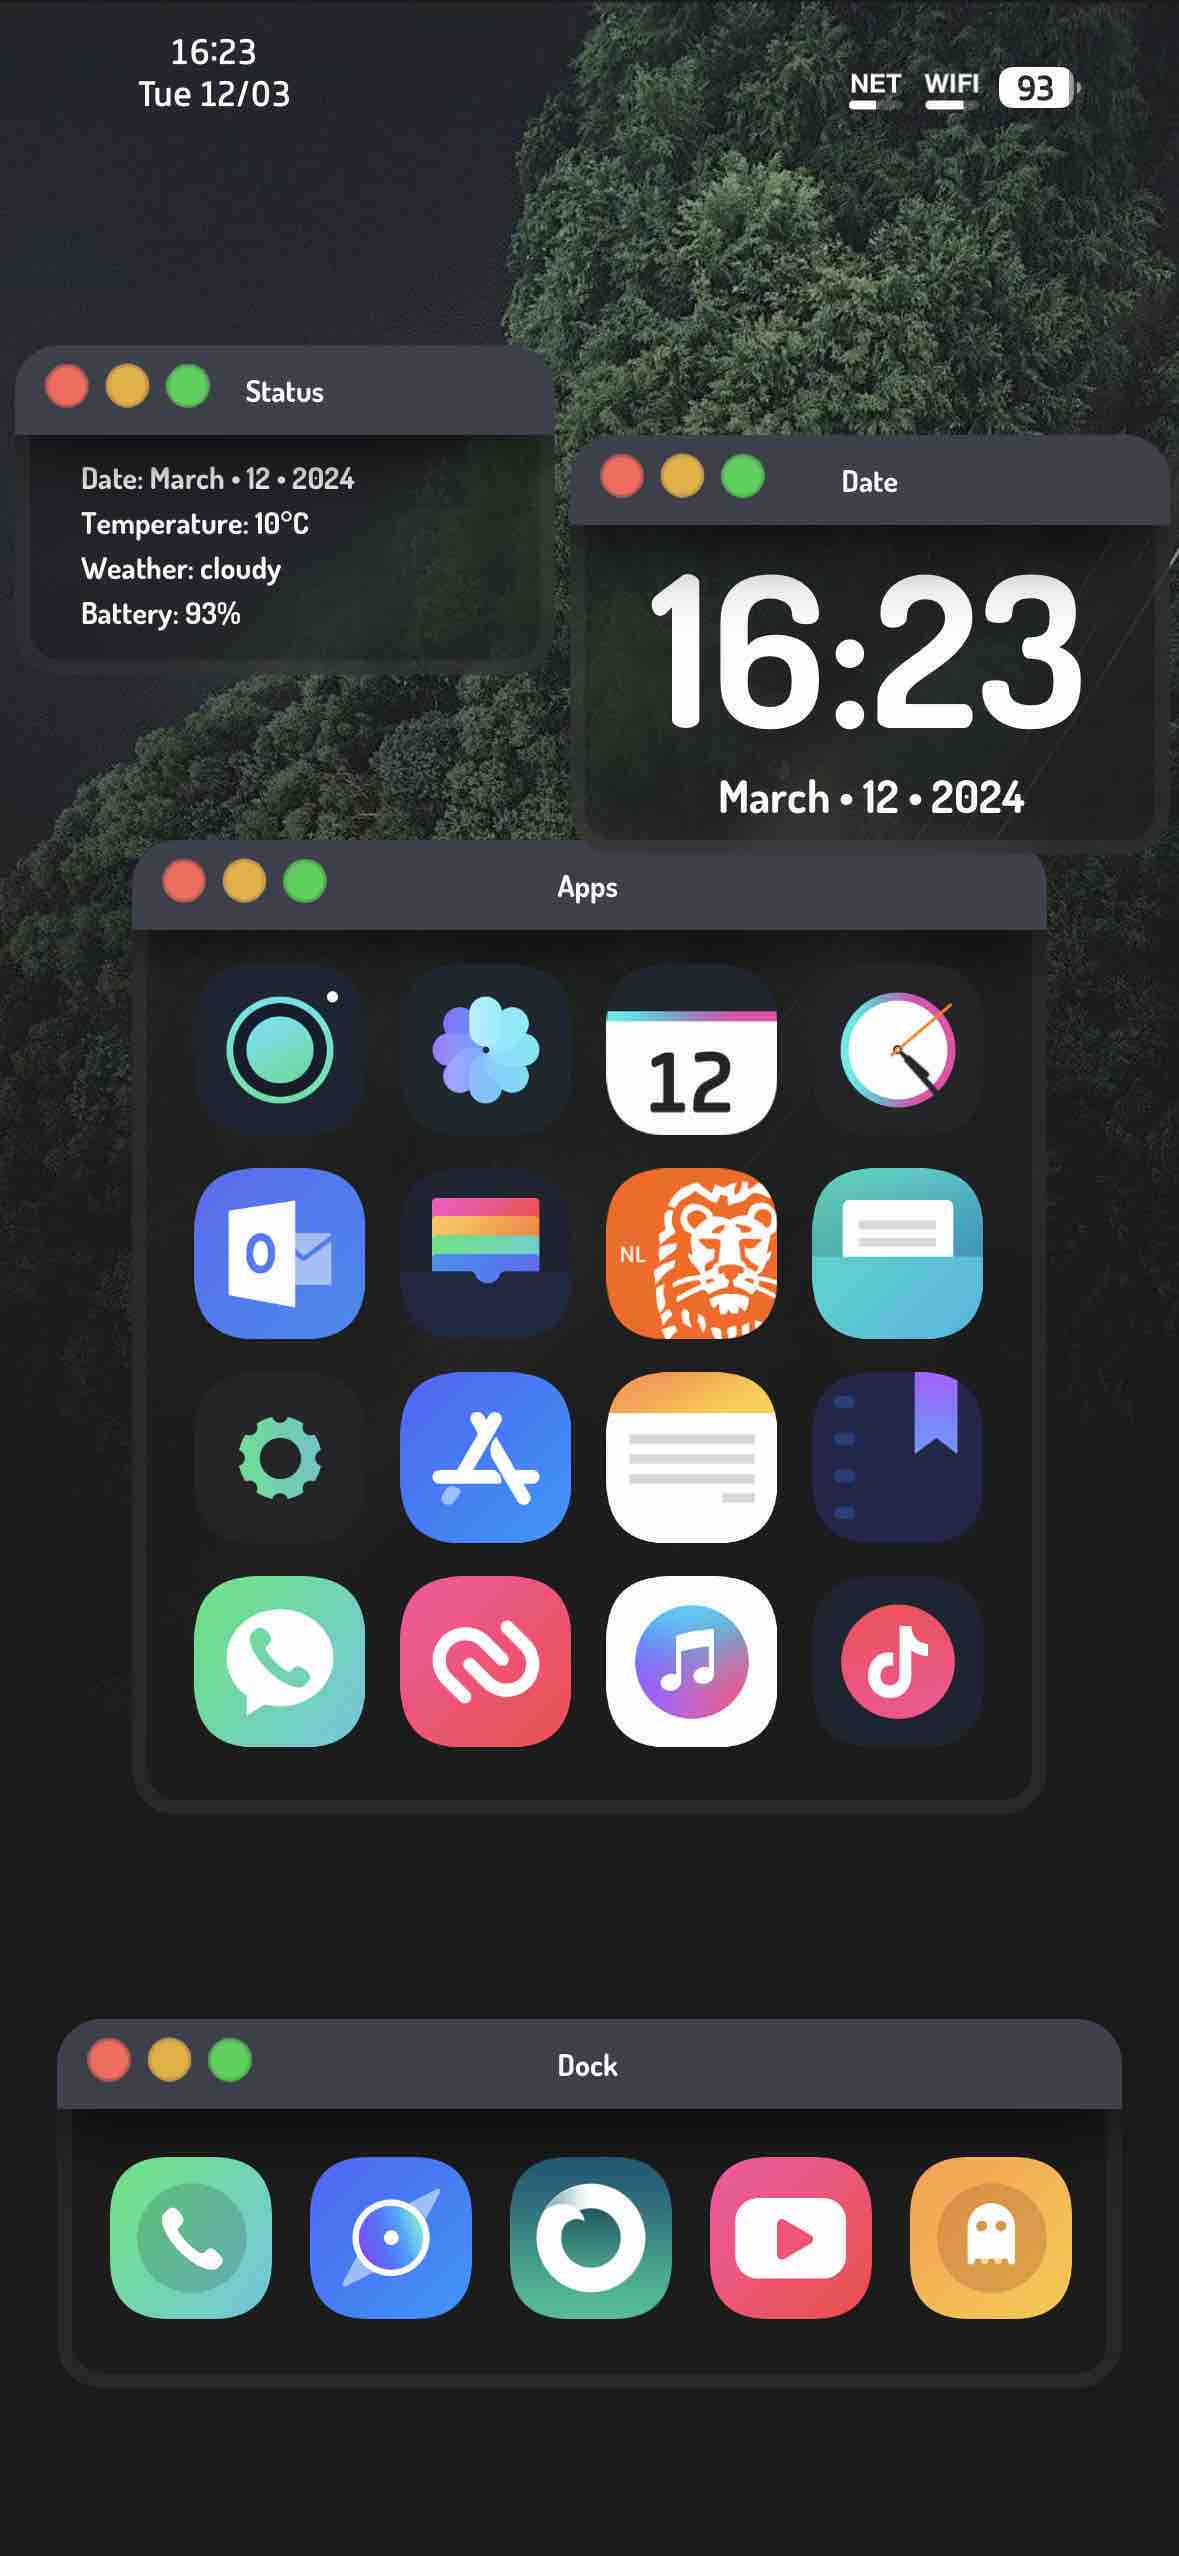 16:23
Tue 12/03
NET WIFI 93
Status
Date: March • 12 • 2024
Temperature: 10°C
Weather: cloudy
Battery: 93%
Date
16:23
March • 12 • 2024
Apps
12
O
NL
Dock